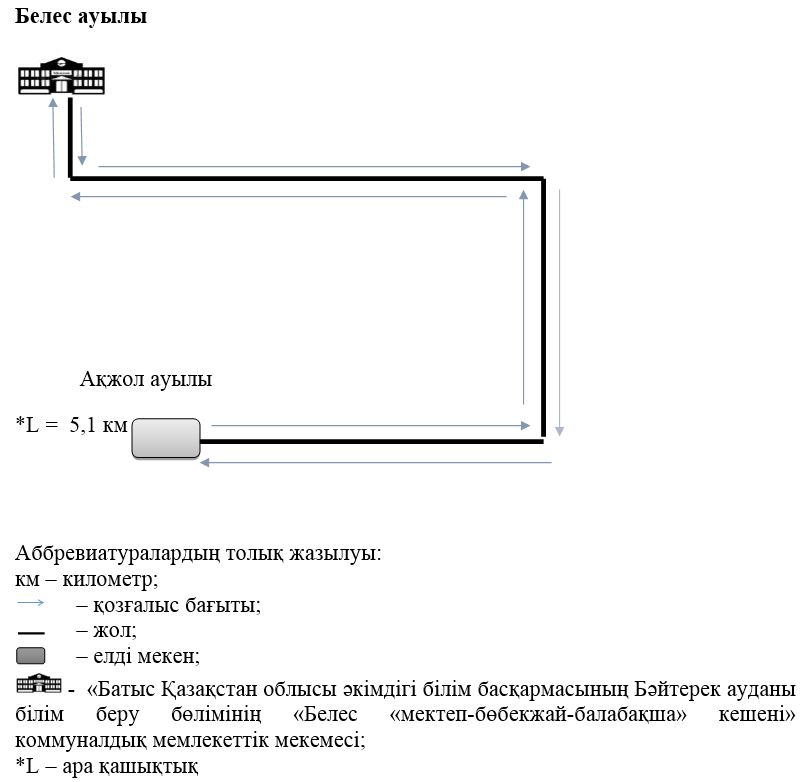 Белес ауылы
Ақжол ауылы
*L =  5,1 км
Аббревиатуралардың толық жазылуы:
км – километр;
– қозғалыс бағыты;
– жол;
– елді мекен;
-  «Батыс Қазақстан облысы әкімдігі білім басқармасының Бәйтерек ауданы
білім беру бөлімінің «Белес «мектеп-бөбекжай-балабақша» кешені»
коммуналдық мемлекеттік мекемесі;
*L – ара қашықтық